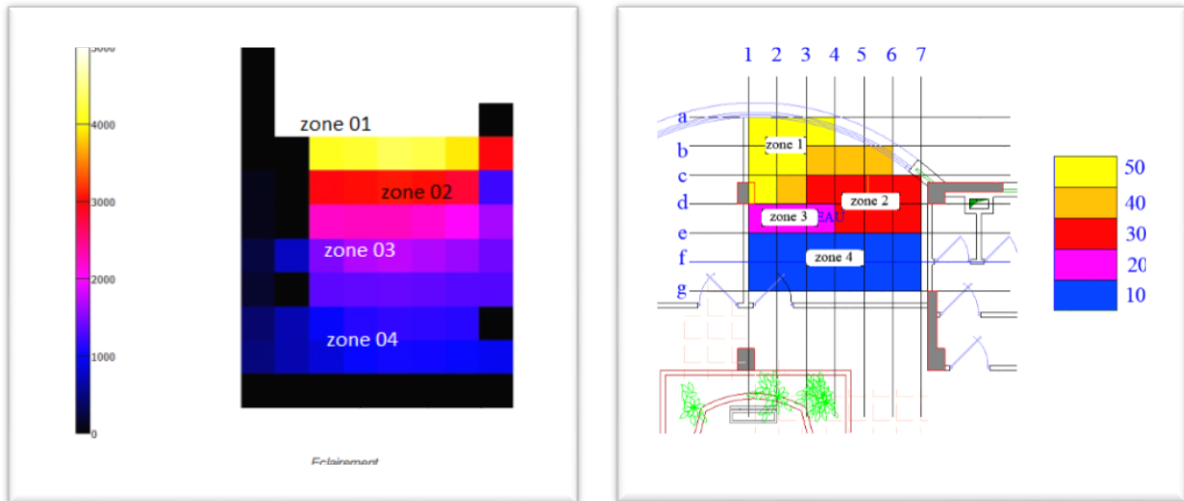 5000
zone 01
4000
zone 02
3000
zone 03
2000
zone 04
1000
0
Eclairement
1 2 3 4 5 6 7
a
zone 1
b
c
zone 2
d
zone 3 EAU
e
zone 4
f
g
50
40
30
20
10